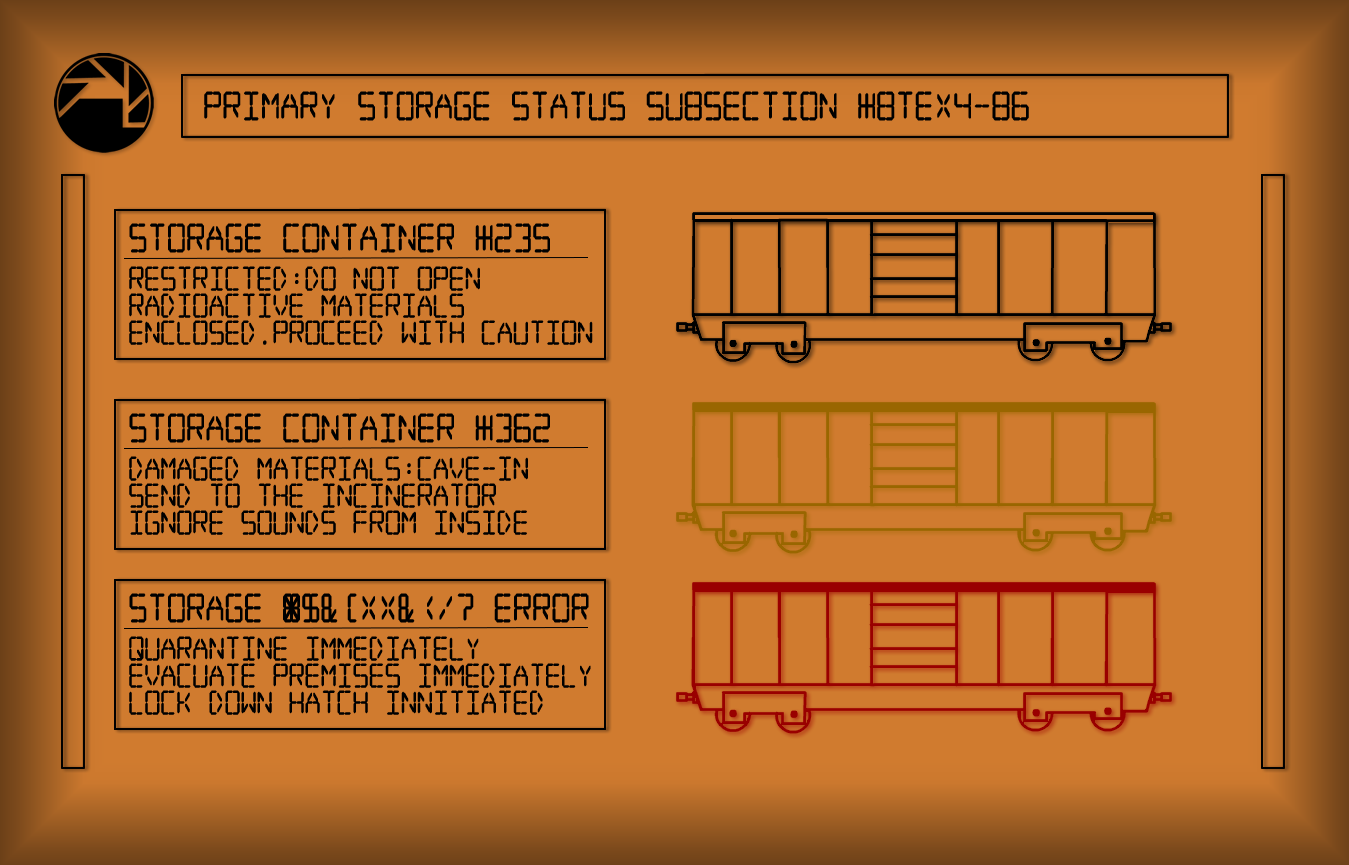 PRIMARY STORAGE STATUS SUBSECTION #8TEX4-86
STORAGE CONTAINER #235
RESTRICTED:DO NOT OPEN
RADIOACTIVE MATERIALS
ENCLOSED.PROCEED WITH CAUTION
STORAGE CONTAINER #362
DAMAGED MATERIALS:CAVE-IN
SEND TO THE INCINERATOR
IGNORE SOUNDS FROM INSIDE
STORAGE ERROR
QUARANTINE IMMEDIATELY
EVACUATE PREMISES IMMEDIATELY
LOCK DOWN HATCH INNITIATED